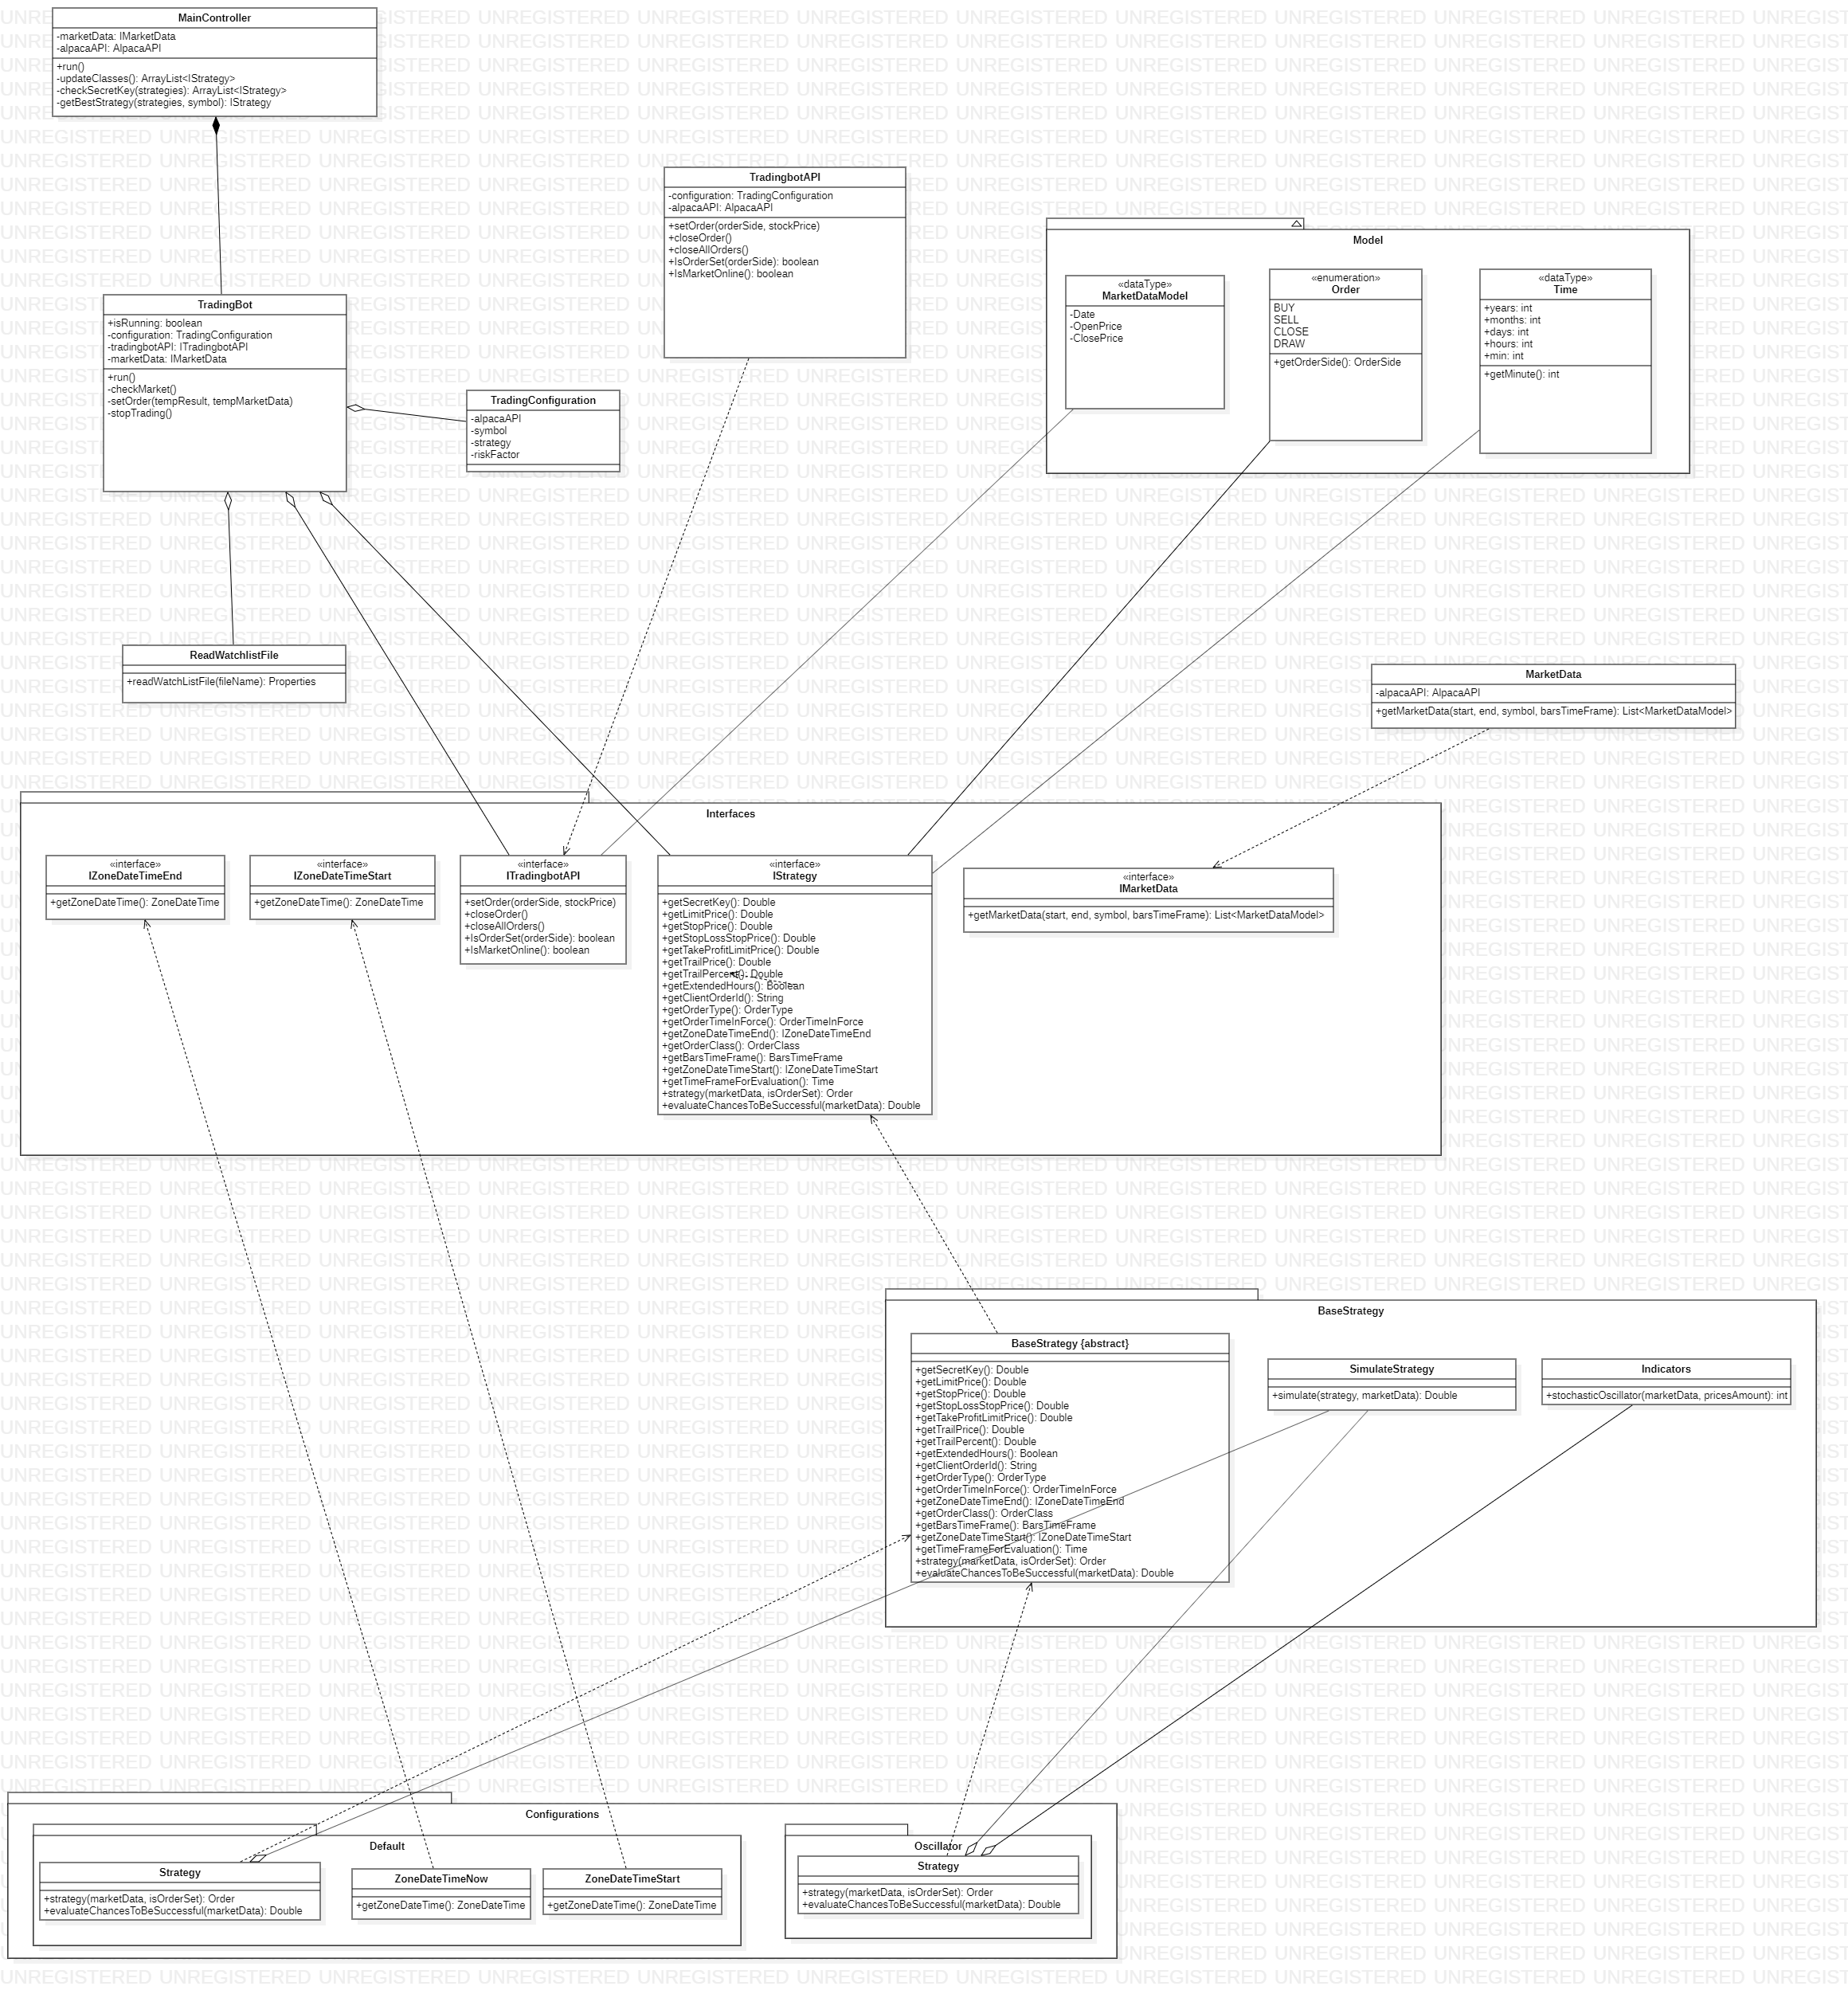 MainController
-marketData: IMarketData
-alpacaAPI: AlpacaAPI
+run()
-updateClasses(): ArrayList<IStrategy>
-checkSecretKey(strategies): ArrayList<IStrategy>
-getBestStrategy(strategies, symbol): IStrategy
TradingbotAPI
-configuration: TradingConfiguration
-alpacaAPI: AlpacaAPI
+setOrder(orderSide, stockPrice)
+closeOrder()
+closeAllOrders()
+IsOrderSet(orderSide): boolean
+IsMarketOnline(): boolean
Model
«dataType»
MarketDataModel
-Date
-OpenPrice
-ClosePrice
«enumeration»
Order
BUY
SELL
CLOSE
DRAW
+getOrderSide(): OrderSide
«dataType»
Time
+years: int
+months: int
+days: int
+hours: int
+min: int
+getMinute(): int
TradingBot
+isRunning: boolean
-configuration: TradingConfiguration
-tradingbotAPI: ITradingbotAPI
-marketData: IMarketData
+run()
-checkMarket()
-setOrder(tempResult, tempMarketData)
-stopTrading()
TradingConfiguration
-alpacaAPI
-symbol
-strategy
-riskFactor
ReadWatchlistFile
+readWatchListFile(fileName): Properties
MarketData
-alpacaAPI: AlpacaAPI
+getMarketData(start, end, symbol, barsTimeFrame): List<MarketDataModel>
Interfaces
«interface»
IZoneDateTimeEnd
+getZoneDateTime(): ZoneDateTime
«interface»
IZoneDateTimeStart
+getZoneDateTime(): ZoneDateTime
«interface»
ITradingbotAPI
+setOrder(orderSide, stockPrice)
+closeOrder()
+closeAllOrders()
+IsOrderSet(orderSide): boolean
+IsMarketOnline(): boolean
«interface»
IStrategy
+getSecretKey(): Double
+getLimitPrice(): Double
+getStopPrice(): Double
+getStopLossStopPrice(): Double
+getTakeProfitLimitPrice(): Double
+getTrailPrice(): Double
+getTrailPercent(): Double
+getExtendedHours(): Boolean
+getClientOrderId(): String
+getOrderType(): OrderType
+getOrderTimeInForce(): OrderTimeInForce
+getZoneDateTimeEnd(): IZoneDateTimeEnd
+getOrderClass(): OrderClass
+getBarsTimeFrame(): BarsTimeFrame
+getZoneDateTimeStart(): IZoneDateTimeStart
+getTimeFrameForEvaluation(): Time
+strategy(marketData, isOrderSet): Order
+evaluateChancesToBeSuccessful(marketData): Double
«interface»
IMarketData
+getMarketData(start, end, symbol, barsTimeFrame): List<MarketDataModel>
BaseStrategy
BaseStrategy {abstract}
+getSecretKey(): Double
+getLimitPrice(): Double
+getStopPrice(): Double
+getStopLossStopPrice(): Double
+getTakeProfitLimitPrice(): Double
+getTrailPrice(): Double
+getTrailPercent(): Double
+getExtendedHours(): Boolean
+getClientOrderId(): String
+getOrderType(): OrderType
+getOrderTimeInForce(): OrderTimeInForce
+getZoneDateTimeEnd(): IZoneDateTimeEnd
+getOrderClass(): OrderClass
+getBarsTimeFrame(): BarsTimeFrame
+getZoneDateTimeStart(): IZoneDateTimeStart
+getTimeFrameForEvaluation(): Time
+strategy(marketData, isOrderSet): Order
+evaluateChancesToBeSuccessful(marketData): Double
SimulateStrategy
+simulate(strategy, marketData): Double
Indicators
+stochasticOscillator(marketData, pricesAmount): int
Configurations
Default
Strategy
+strategy(marketData, isOrderSet): Order
+evaluateChancesToBeSuccessful(marketData): Double
ZoneDateTimeNow
+getZoneDateTime(): ZoneDateTime
ZoneDateTimeStart
+getZoneDateTime(): ZoneDateTime
Oscillator
Strategy
+strategy(marketData, isOrderSet): Order
+evaluateChancesToBeSuccessful(marketData): Double
UNREGISTERED